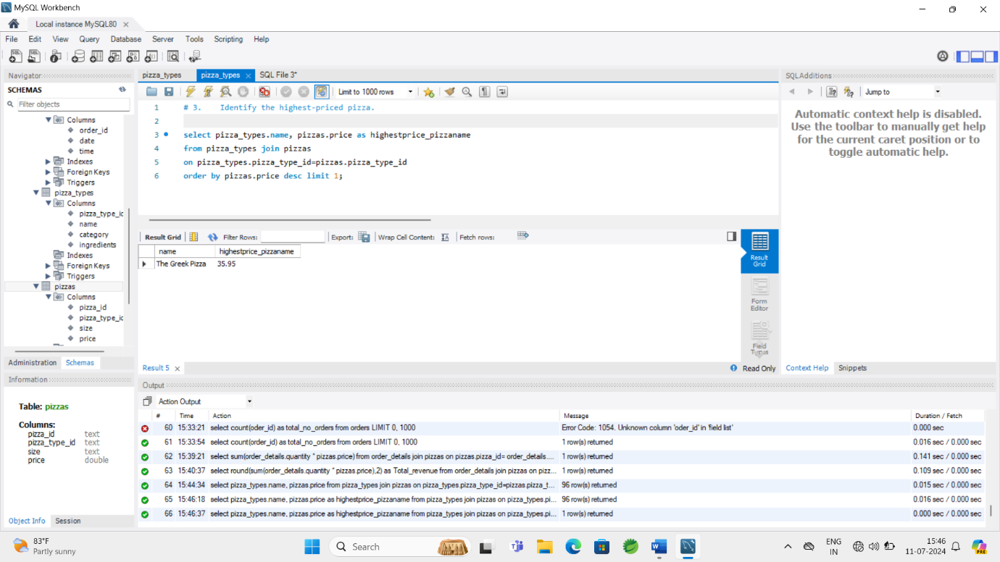 MySQL Workbench
Local instance MySQL80
File Edit View Query Database Server Tools Scripting Help
Navigator
SCHEMAS
Filter objects
Columns
order_id
date
time
Indexes
Foreign Keys
Triggers
pizza_types
Columns
pizza_type_id
name
category
ingredients
Indexes
Foreign Keys
Triggers
pizzas
Columns
pizza_id
pizza_type_id
size
price
Administration Schemas
Information
Table: pizzas
Columns:
pizza_id text
pizza_type_id text
size text
price double
Object Info Session
pizza_types pizza_types SQL File 3*
Limit to 1000 rows
1 # 3. Identify the highest-priced pizza.
2
3 select pizza_types.name, pizzas.price as highestprice_pizzaname
4 from pizza_types join pizzas
5 on pizza_types.pizza_type_id=pizzas.pizza_type_id
6 order by pizzas.price desc limit 1;
Result Grid Filter Rows: Export: Wrap Cell Content: Fetch rows:
name highestprice_pizzaname
The Greek Pizza 35.95
Result
Grid
Form
Editor
Field
Types
Result 5
Read Only
SQLAdditions
Jump to
Automatic context help is disabled.
Use the toolbar to manually get help
for the current caret position or to
toggle automatic help.
Context Help Snippets
Output
Action Output
# Time Action Message Duration / Fetch
60 15:33:21 select count(oder_id) as total_no_orders from orders LIMIT 0, 1000 Error Code: 1054. Unknown column 'oder_id' in 'field list' 0.000 sec
61 15:33:54 select count(order_id) as total_no_orders from orders LIMIT 0, 1000 1 row(s) returned 0.016 sec / 0.000 sec
62 15:39:21 select sum(order_details.quantity * pizzas.price) from order_details join pizzas on pizzas.pizza_id= order_details.... 1 row(s) returned 0.141 sec / 0.000 sec
63 15:40:37 select round(sum(order_details.quantity * pizzas.price),2) as Total_revenue from order_details join pizzas on pizz... 1 row(s) returned 0.109 sec / 0.000 sec
64 15:44:34 select pizza_types.name, pizzas.price from pizza_types join pizzas on pizza_types.pizza_type_id=pizzas.pizza_t... 96 row(s) returned 0.015 sec / 0.000 sec
65 15:46:18 select pizza_types.name, pizzas.price as highestprice_pizzaname from pizza_types join pizzas on pizza_types.pi... 96 row(s) returned 0.016 sec / 0.000 sec
66 15:46:37 select pizza_types.name, pizzas.price as highestprice_pizzaname from pizza_types join pizzas on pizza_types.pi... 1 row(s) returned 0.000 sec / 0.000 sec
83°F
Partly sunny
Search
ENG
IN
15:46
11-07-2024
PRE